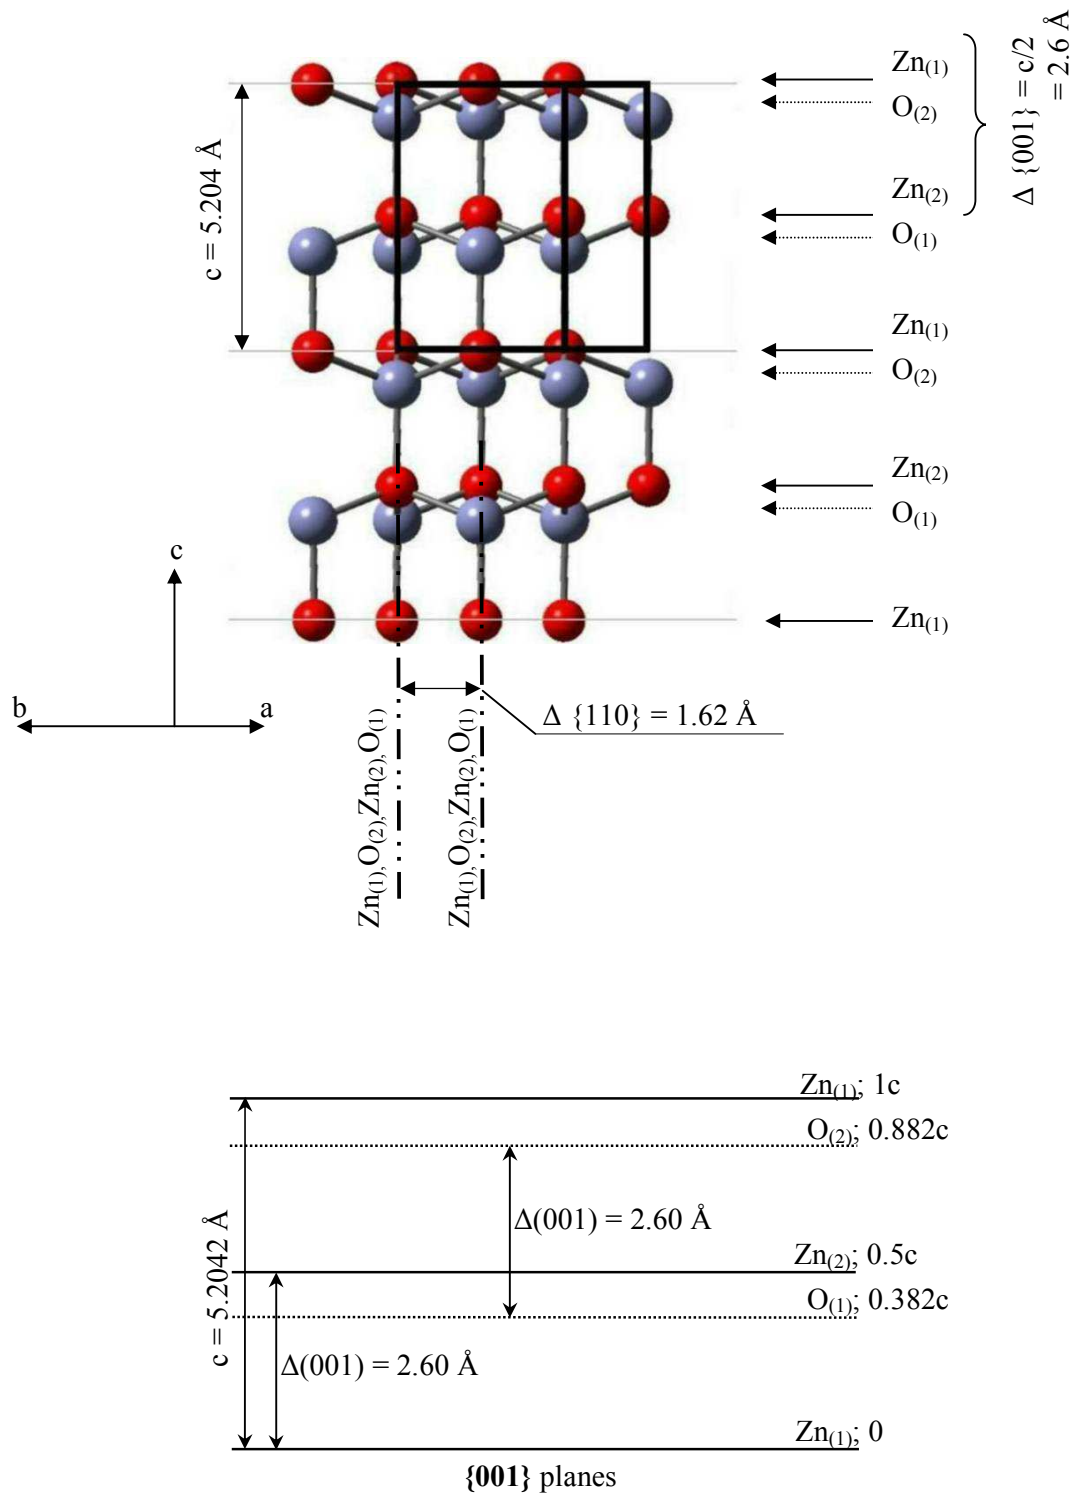 Zn(1)
O(2)
Δ {001} = c/2
= 2.6 Å
Zn(2)
O(1)
c = 5.204 Å
Zn(1)
O(2)
Zn(2)
O(1)
Zn(1)
c
b
a
Δ {110} = 1.62 Å
Zn(1),O(2),Zn(2),O(1)
Zn(1),O(2),Zn(2),O(1)
Zn(1); 1c
O(2); 0.882c
Δ(001) = 2.60 Å
Zn(2); 0.5c
O(1); 0.382c
c = 5.2042 Å
Δ(001) = 2.60 Å
Zn(1); 0
{001} planes